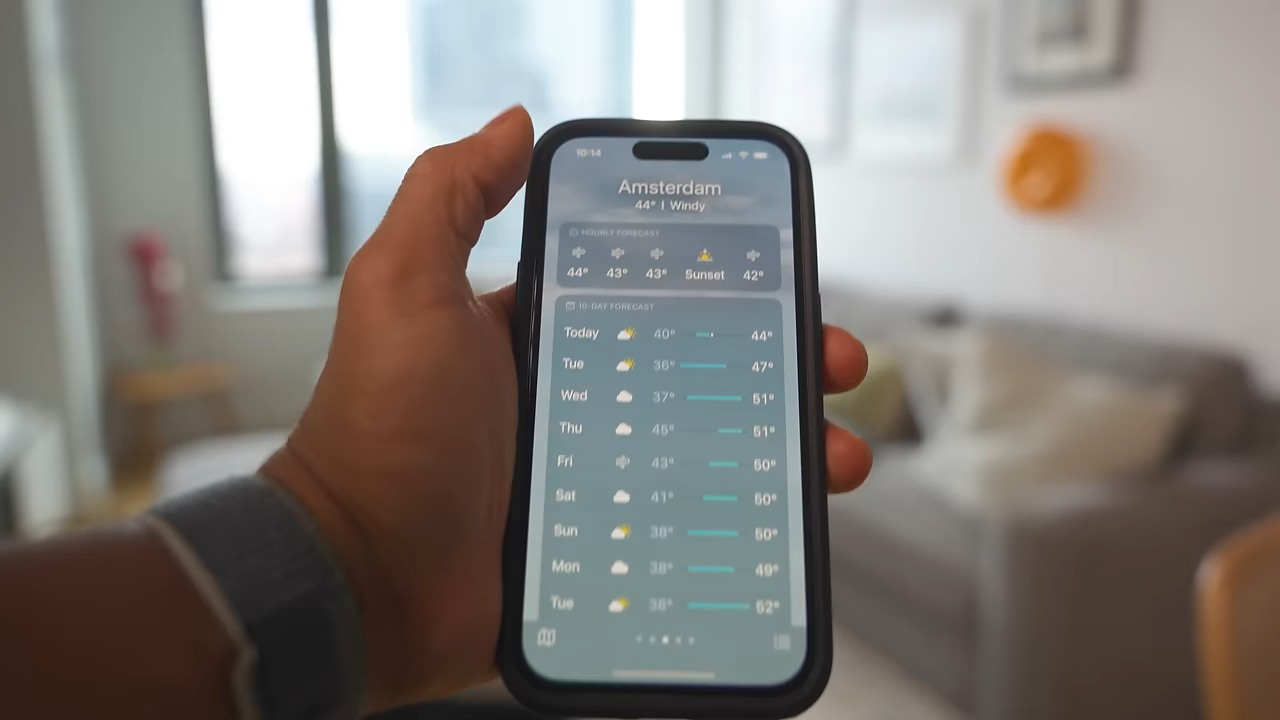 10:14
Amsterdam
44° | Windy
HOURLY FORECAST
44° 43° 43° Sunset 42°
10-DAY FORECAST
Today 40° 44°
Tue 36° 47°
Wed 37° 51°
Thu 45° 51°
Fri 43° 50°
Sat 41° 50°
Sun 38° 50°
Mon 38° 49°
Tue 38° 52°